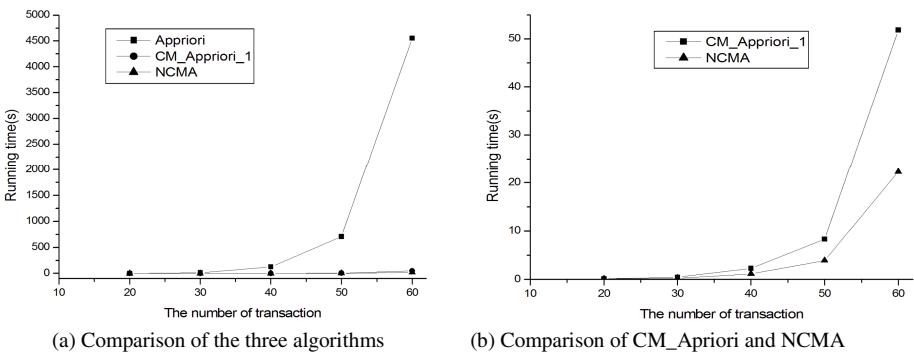 5000
4500
4000
3500
3000
2500
2000
1500
1000
500
0
Running time(s)
Appriori
CM_Appriori_1
NCMA
10 20 30 40 50 60
The number of transaction
(a) Comparison of the three algorithms
50
40
30
20
10
0
Running time(s)
CM_Appriori_1
NCMA
10 20 30 40 50 60
The number of transaction
(b) Comparison of CM_Apriori and NCMA